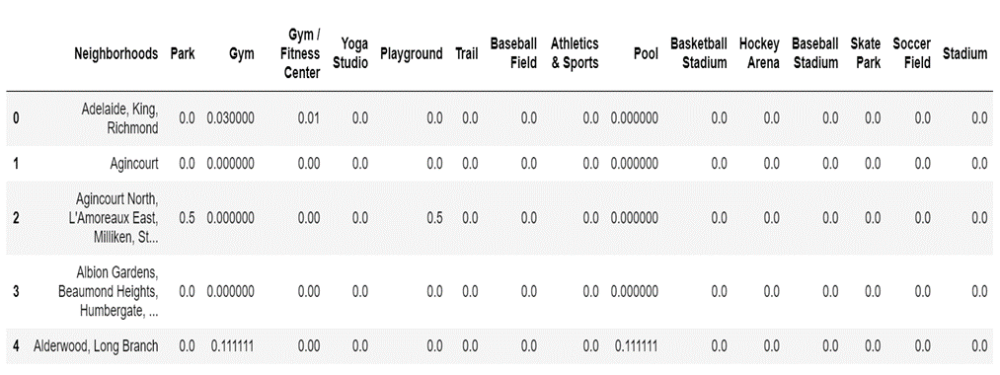 Neighborhoods Park Gym Gym / Fitness Center Yoga Studio Playground Trail Baseball Field Athletics & Sports Pool Basketball Stadium Hockey Arena Baseball Stadium Skate Park Soccer Field Stadium
0 Adelaide, King, Richmond 0.0 0.030000 0.01 0.0 0.0 0.0 0.0 0.0 0.000000 0.0 0.0 0.0 0.0 0.0 0.0
1 Agincourt 0.0 0.000000 0.00 0.0 0.0 0.0 0.0 0.0 0.000000 0.0 0.0 0.0 0.0 0.0 0.0
2 Agincourt North, L'Amoreaux East, Milliken, St... 0.5 0.000000 0.00 0.0 0.5 0.0 0.0 0.0 0.000000 0.0 0.0 0.0 0.0 0.0 0.0
3 Albion Gardens, Beaumond Heights, Humbergate, ... 0.0 0.000000 0.00 0.0 0.0 0.0 0.0 0.0 0.000000 0.0 0.0 0.0 0.0 0.0 0.0
4 Alderwood, Long Branch 0.0 0.111111 0.00 0.0 0.0 0.0 0.0 0.0 0.111111 0.0 0.0 0.0 0.0 0.0 0.0